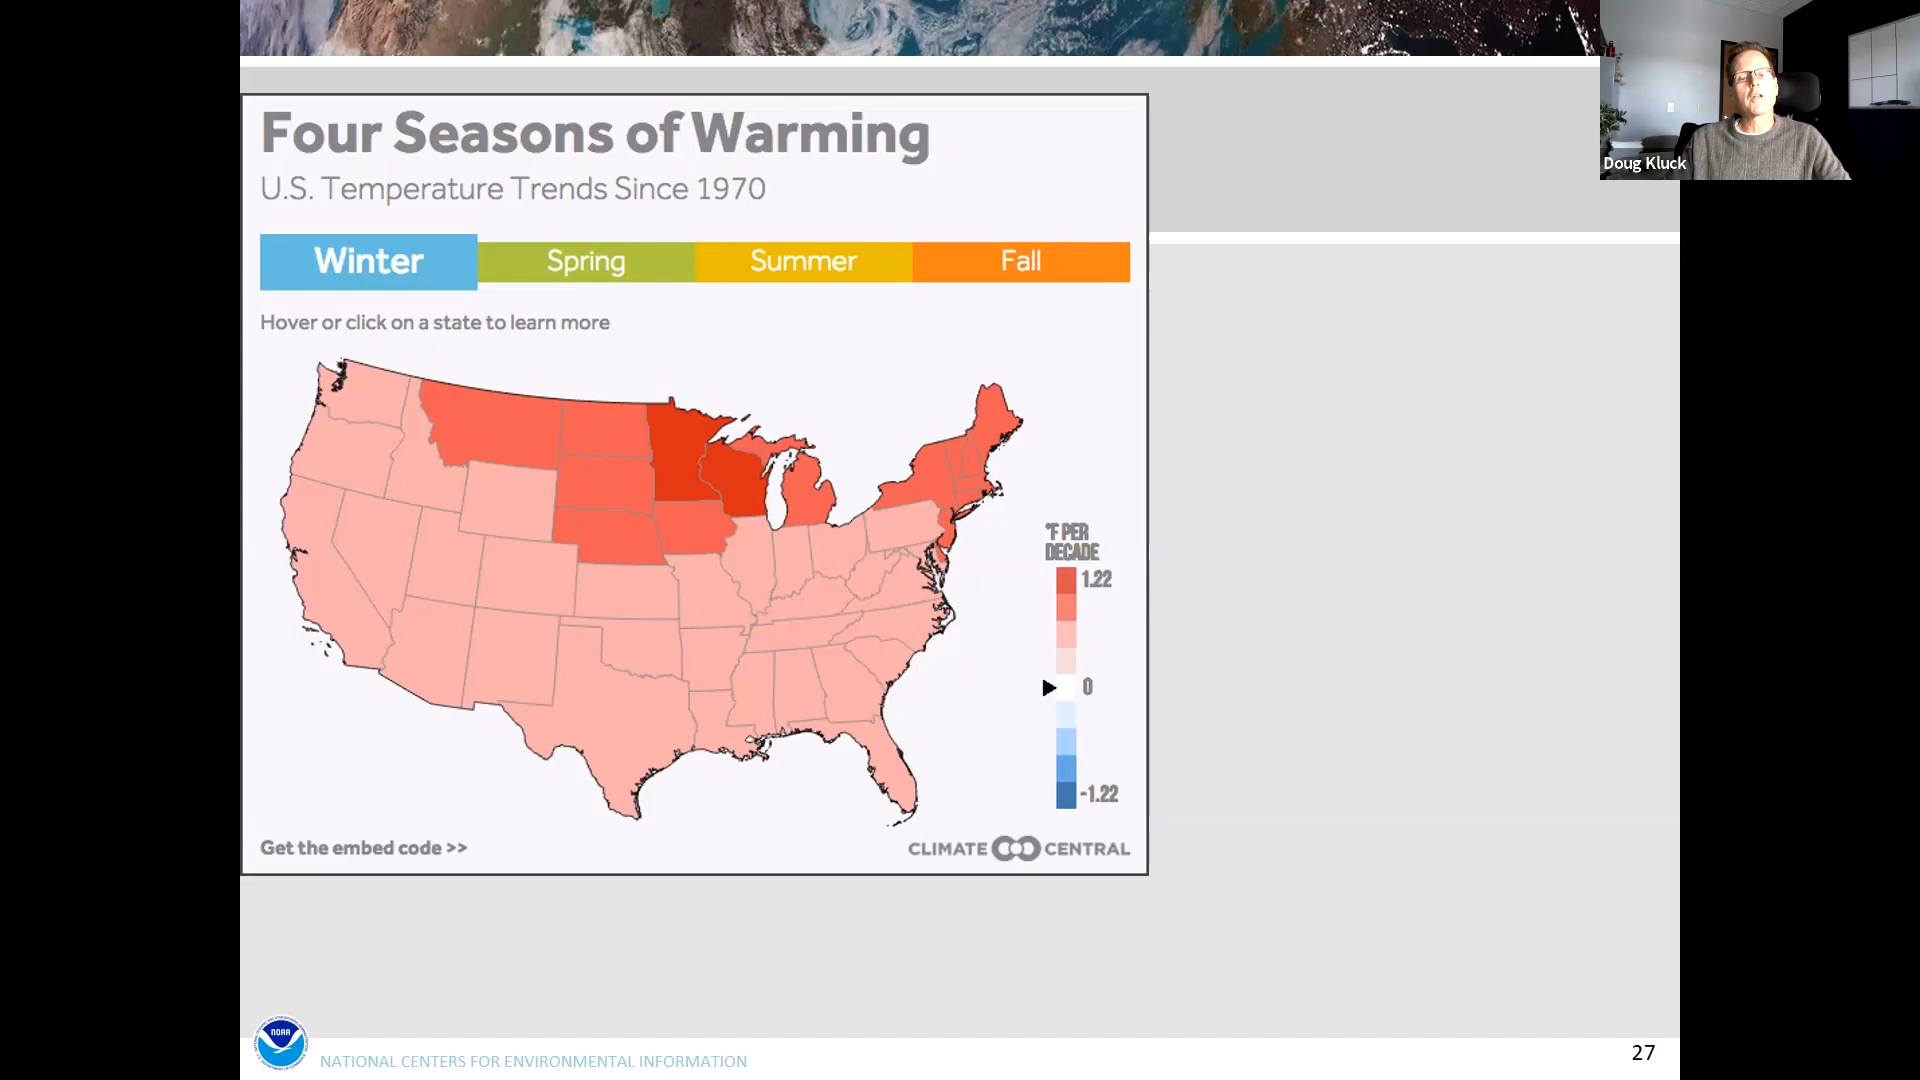 Four Seasons of Warming
U.S. Temperature Trends Since 1970
Winter
Spring
Summer
Fall
Hover or click on a state to learn more
°F PER
DECADE
1.22
0
-1.22
Get the embed code >>
CLIMATE CENTRAL
Doug Kluck
NOAA
NATIONAL CENTERS FOR ENVIRONMENTAL INFORMATION
27